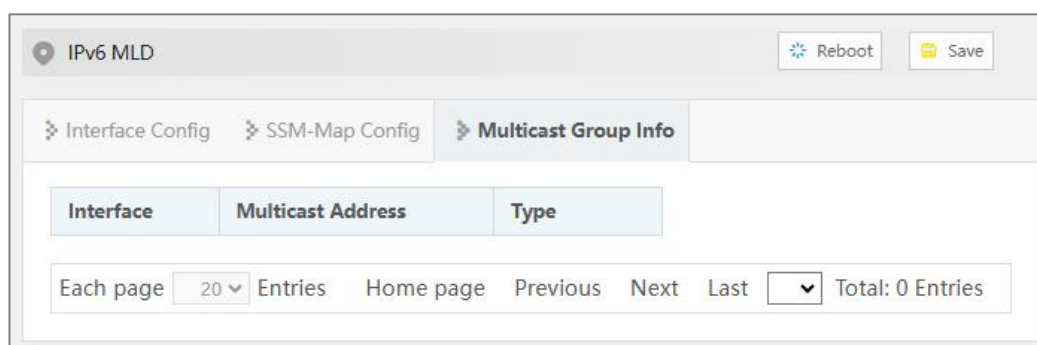 IPv6 MLD Reboot Save
Interface Config SSM-Map Config Multicast Group Info
Interface Multicast Address Type
Each page 20 Entries Home page Previous Next Last Total: 0 Entries